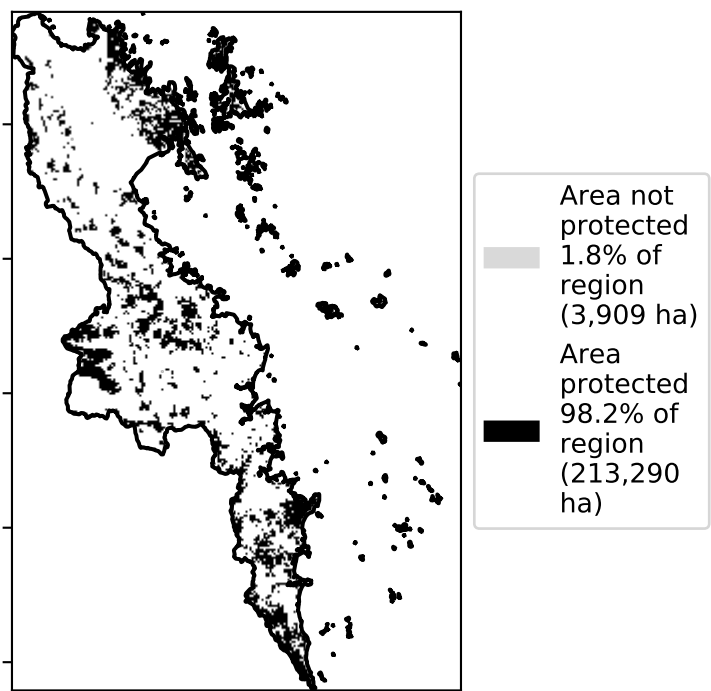 Area not
protected
1.8% of
region
(3,909 ha)
Area
protected
98.2% of
region
(213,290
ha)